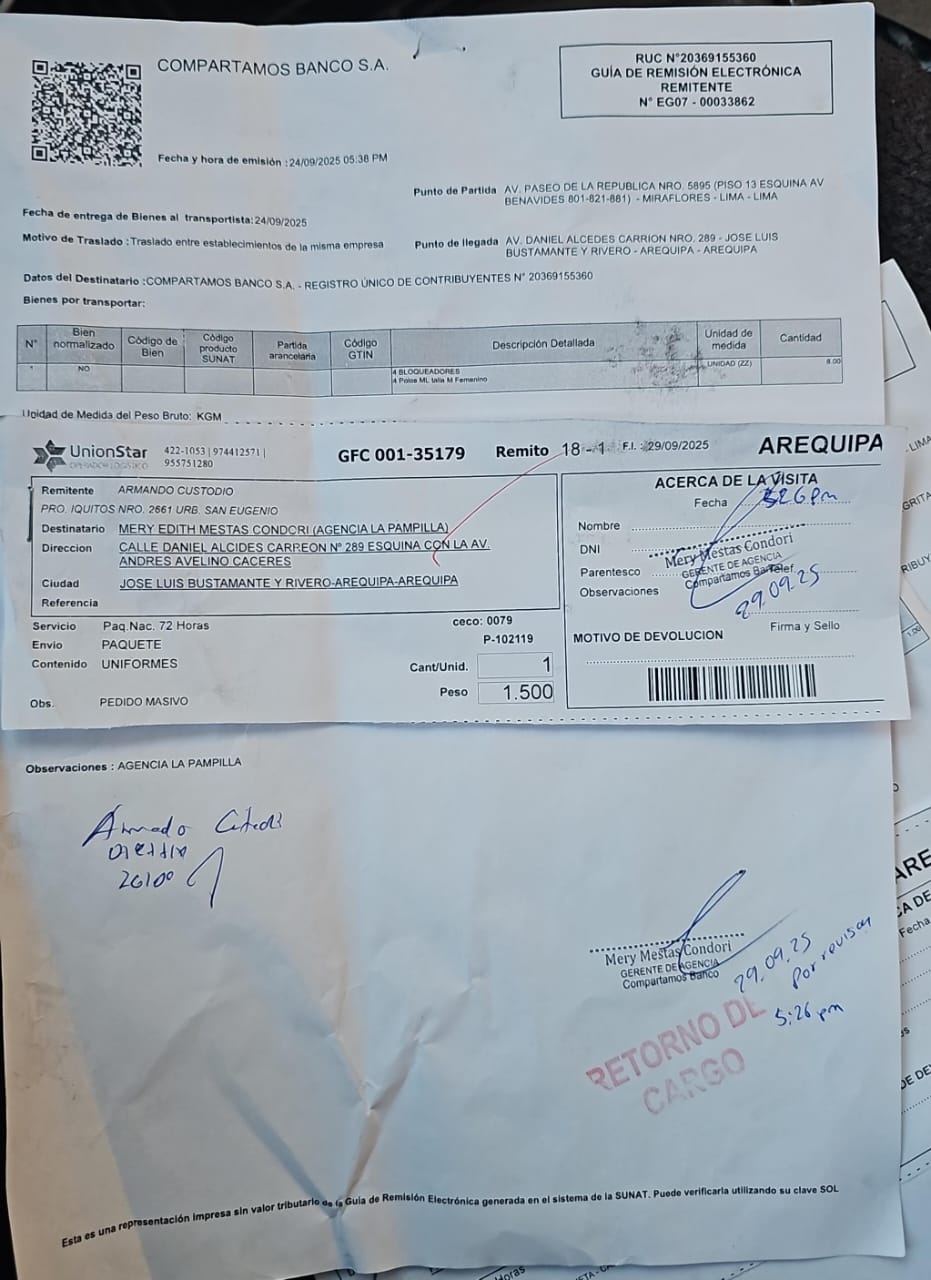 COMPARTAMOS BANCO S.A.
RUC N°20369155360
GUÍA DE REMISIÓN ELECTRÓNICA
REMITENTE
N° EG07 - 00033862
Fecha y hora de emisión :24/09/2025 05:38 PM
Fecha de entrega de Bienes al transportista:24/09/2025
Punto de Partida AV. PASEO DE LA REPUBLICA NRO. 5895 (PISO 13 ESQUINA AV
BENAVIDES 801-821-881) - MIRAFLORES - LIMA - LIMA
Motivo de Traslado :Traslado entre establecimientos de la misma empresa
Punto de llegada AV. DANIEL ALCEDES CARRION NRO. 289 - JOSE LUIS
BUSTAMANTE Y RIVERO - AREQUIPA - AREQUIPA
Datos del Destinatario :COMPARTAMOS BANCO S.A. - REGISTRO ÚNICO DE CONTRIBUYENTES N° 20369155360
Bienes por transportar:
N° Bien normalizado Código de Bien Código producto SUNAT Partida arancelaria Código GTIN Descripción Detallada Unidad de medida Cantidad
NO 4 BLOQUEADORES UNIDAD (ZZ) 8.00
4 Polos ML talla M Femenino
Unidad de Medida del Peso Bruto: KGM
UnionStar
OPERADOR LOGISTICO
422-1053 | 974412571 |
955751280
GFC 001-35179
Remito 18 - 1
F.I. : 29/09/2025
AREQUIPA
Remitente ARMANDO CUSTODIO
PRO. IQUITOS NRO. 2661 URB. SAN EUGENIO
Destinatario MERY EDITH MESTAS CONDORI (AGENCIA LA PAMPILLA)
Direccion CALLE DANIEL ALCIDES CARREON N° 289 ESQUINA CON LA AV.
ANDRES AVELINO CACERES
Ciudad JOSE LUIS BUSTAMANTE Y RIVERO-AREQUIPA-AREQUIPA
Referencia
Servicio Paq.Nac. 72 Horas
Envio PAQUETE
Contenido UNIFORMES
Obs. PEDIDO MASIVO
ceco: 0079
P-102119
Cant/Unid. 1
Peso 1.500
ACERCA DE LA VISITA
Fecha 5:26 pm
Nombre
DNI
Parentesco
Observaciones
Mery Mestas Condori
GERENTE DE AGENCIA
29.09.25
Firma y Sello
MOTIVO DE DEVOLUCION
Observaciones : AGENCIA LA PAMPILLA
Mery Mestas Condori
GERENTE DE AGENCIA
Compartamos Banco
29.09.25
Por revisar
5:26 pm
RETORNO DE
CARGO
Esta es una representación impresa sin valor tributario de la Guia de Remisión Electrónica generada en el sistema de la SUNAT. Puede verificarla utilizando su clave SOL